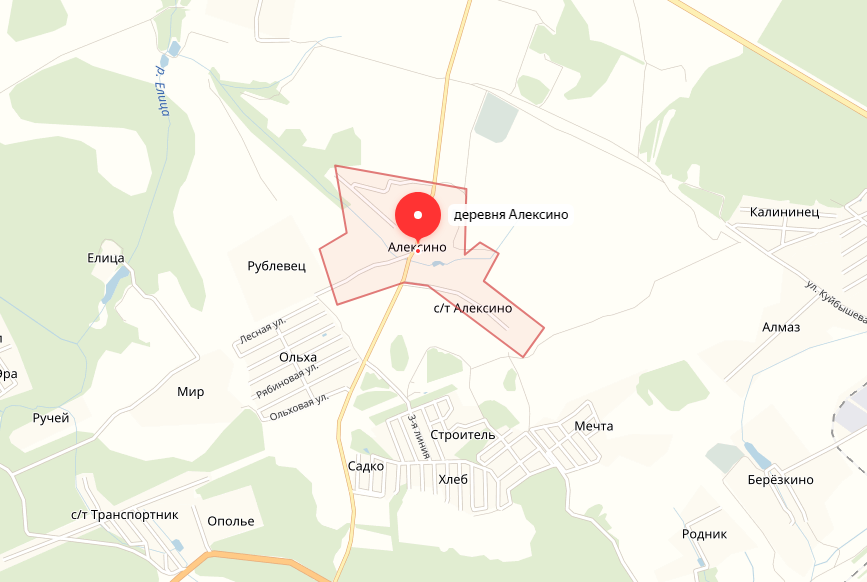 р. Елица
деревня Алексино
Калининец
Алексино
Елица
Рублевец
ул. Куйбышева
с/т Алексино
Лесная ул.
Алмаз
Ольха
Эра
Рябиновая ул.
Мир
Ольховая ул.
Ручей
3-я линия
Строитель
Мечта
Садко
Хлеб
Берёзкино
с/т Транспортник
Ополье
Родник